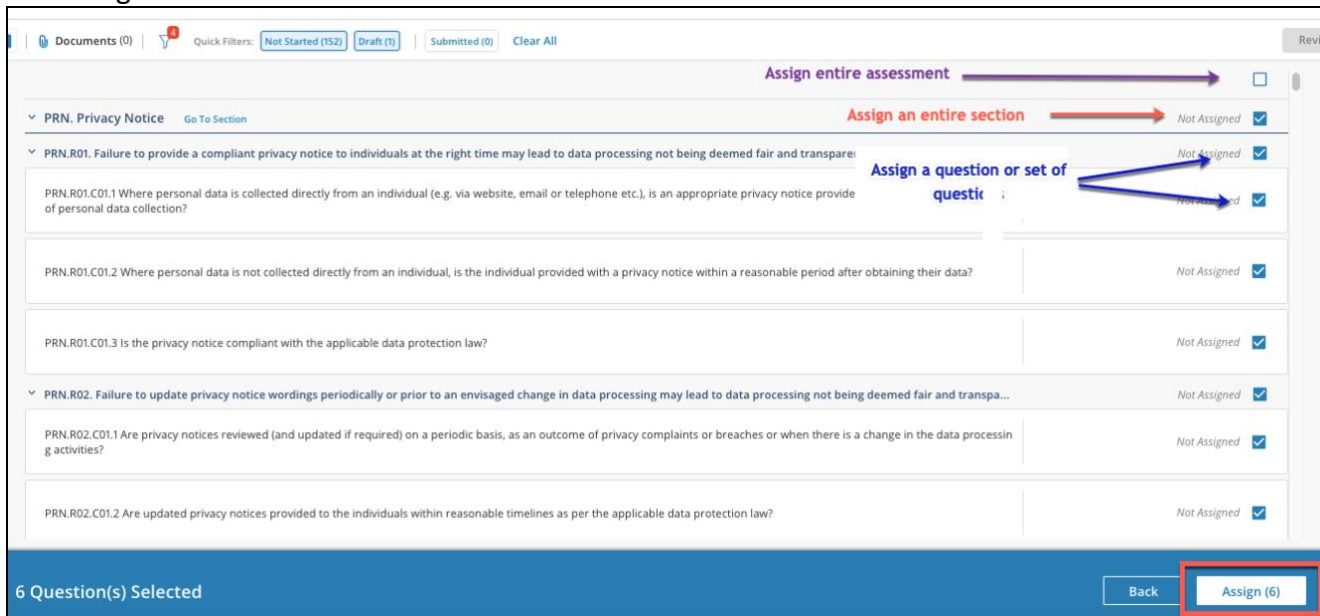 Documents (0) 4 Quick Filters: Not Started (152) Draft (1) Submitted (0) Clear All
Assign entire assessment
PRN. Privacy Notice Go To Section Assign an entire section Not Assigned
PRN.R01. Failure to provide a compliant privacy notice to individuals at the right time may lead to data processing not being deemed fair and Not Assigned
Assign a question or set of
PRN.R01.C01.1 Where personal data is collected directly from an individual (e.g. via website, email or telephone etc.), is an appropriate privacy notice provide
of personal data collection?
PRN.R01.C01.2 Where personal data is not collected directly from an individual, is the individual provided with a privacy notice within a reasonable period after obtaining their data? Not Assigned
PRN.R01.C01.3 Is the privacy notice compliant with the applicable data protection law? Not Assigned
PRN.R02. Failure to update privacy notice wordings periodically or prior to an envisaged change in data processing may lead to data processing not being deemed fair and transpa... Not Assigned
PRN.R02.C01.1 Are privacy notices reviewed (and updated if required) on a periodic basis, as an outcome of privacy complaints or breaches or when there is a change in the data processin
g activities? Not Assigned
PRN.R02.C01.2 Are updated privacy notices provided to the individuals within reasonable timelines as per the applicable data protection law? Not Assigned
6 Question(s) Selected Back Assign (6)